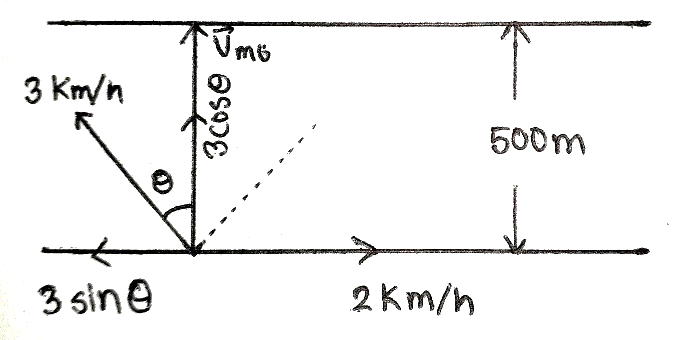 V⃗mG
3 Km/h
3cosθ
500m
θ
3 sinθ
2 Km/h